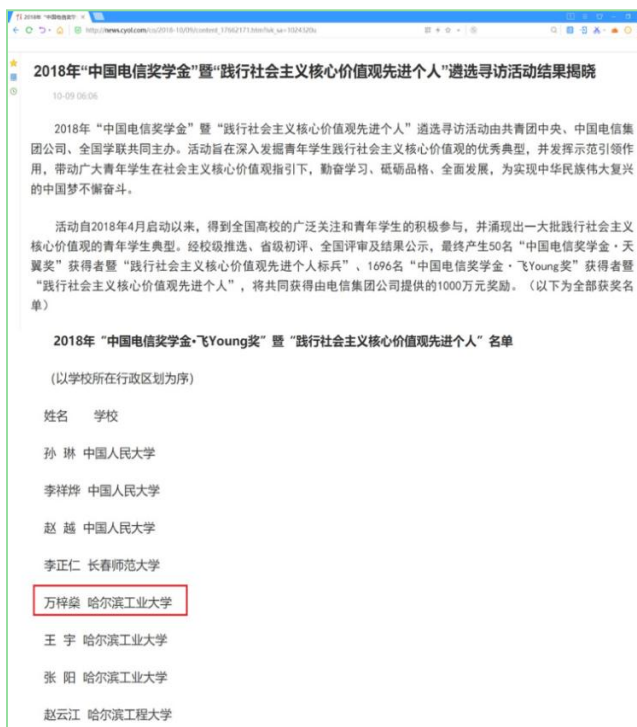 2018年 "中国电信奖学
http://news.cyol.com/co/2018-10/09/content_17662171.htm?isk_sa=1024320u
2018年“中国电信奖学金”暨“践行社会主义核心价值观先进个人”遴选寻访活动结果揭晓
10-09 06:06
2018年“中国电信奖学金”暨“践行社会主义核心价值观先进个人”遴选寻访活动由共青团中央、中国电信集
团公司、全国学联共同主办。活动旨在深入发掘青年学生践行社会主义核心价值观的优秀典型，并发挥示范引领作
用，带动广大青年学生在社会主义核心价值观指引下，勤奋学习、砥砺品格、全面发展，为实现中华民族伟大复兴
的中国梦不懈奋斗。
活动自2018年4月启动以来，得到全国高校的广泛关注和青年学生的积极参与，并涌现出一大批践行社会主义
核心价值观的青年学生典型。经校级推选、省级初评、全国评审及结果公示，最终产生50名“中国电信奖学金·天
翼奖”获得者暨“践行社会主义核心价值观先进个人标兵”、1696名“中国电信奖学金·飞Young奖”获得者暨
“践行社会主义核心价值观先进个人”，将共同获得由电信集团公司提供的1000万元奖励。（以下为全部获奖名
单）
2018年“中国电信奖学金·飞Young奖”暨“践行社会主义核心价值观先进个人”名单
（以学校所在行政区划为序）
姓名 学校
孙 琳 中国人民大学
李祥烨 中国人民大学
赵 越 中国人民大学
李正仁 长春师范大学
万梓燊 哈尔滨工业大学
王 宇 哈尔滨工业大学
张 阳 哈尔滨工业大学
赵云江 哈尔滨工程大学